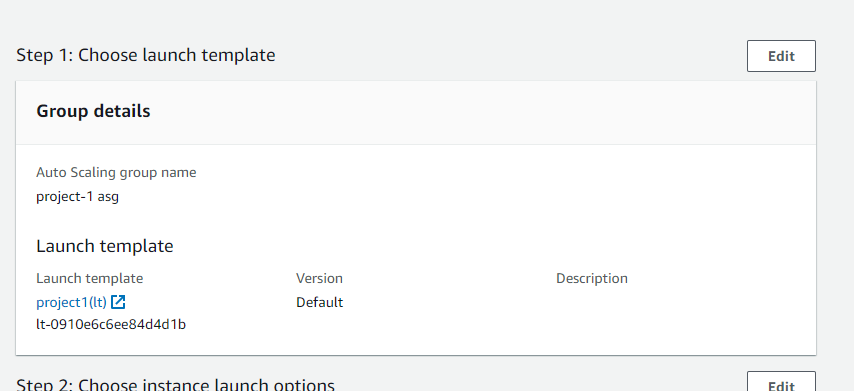 Step 1: Choose launch template
Edit
Group details
Auto Scaling group name
project-1 asg
Launch template
Launch template
Version
Description
project1(lt)
Default
lt-0910e6c6ee84d4d1b
Step 2: Choose instance launch options
Edit